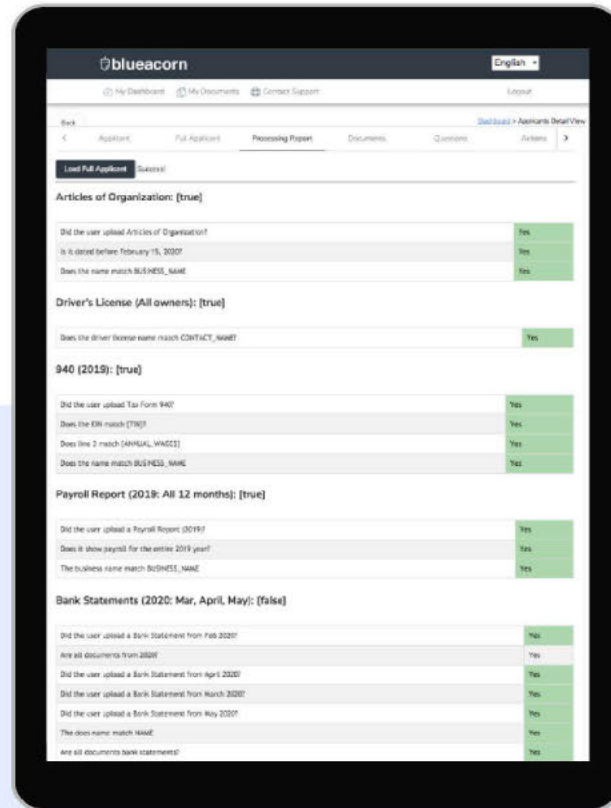 blueacorn
English
My Dashboard My Documents Contact Support Logout
Back Dashboard > Applicants Detail View
< Applicant Full Applicant Processing Report Documents Questions Actions >
Load Full Applicant Success!
Articles of Organization: [true]
Did the user upload Articles of Organization? Yes
Is it dated before February 15, 2020? Yes
Does the name match BUSINESS_NAME Yes
Driver's License (All owners): [true]
Does the driver license name match CONTACT_NAME? Yes
940 (2019): [true]
Did the user upload Tax Form 940? Yes
Does the EIN match [TIN]? Yes
Does line 3 match [ANNUAL_WAGES] Yes
Does the name match BUSINESS_NAME Yes
Payroll Report (2019: All 12 months): [true]
Did the user upload a Payroll Report (2019)? Yes
Does it show payroll for the entire 2019 year? Yes
The business name match BUSINESS_NAME Yes
Bank Statements (2020: Mar, April, May): [false]
Did the user upload a Bank Statement from Feb 2020? Yes
Are all documents from 2020? Yes
Did the user upload a Bank Statement from April 2020? Yes
Did the user upload a Bank Statement from March 2020? Yes
Did the user upload a Bank Statement from May 2020? Yes
The does name match NAME Yes
Are all documents bank statements? Yes